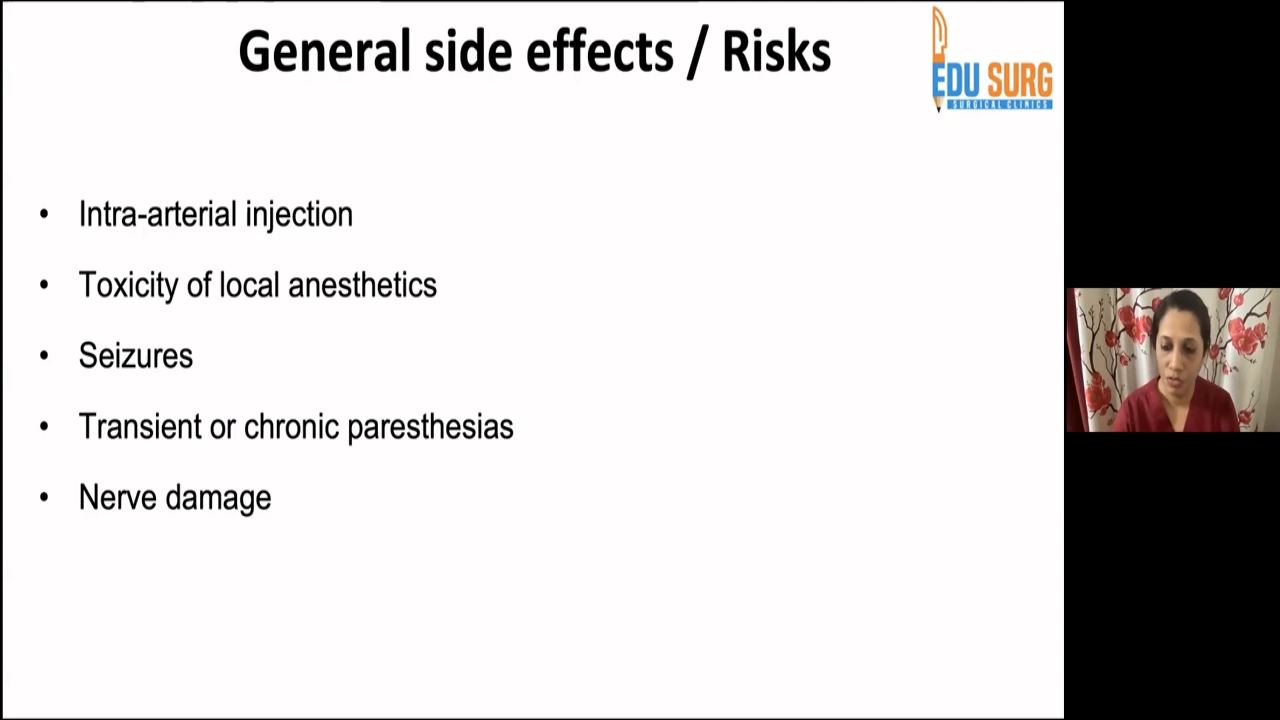 General side effects / Risks
EDU SURG
SURGICAL CLINICS
• Intra-arterial injection
• Toxicity of local anesthetics
• Seizures
• Transient or chronic paresthesias
• Nerve damage